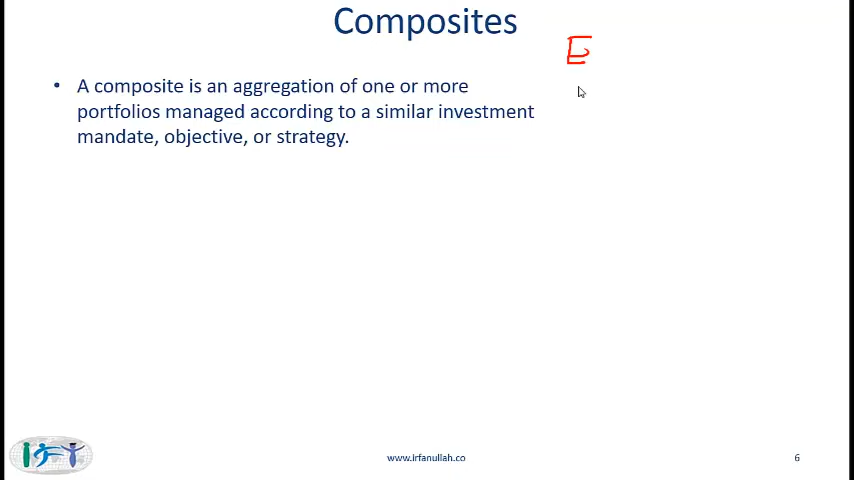 Composites
E
• A composite is an aggregation of one or more
portfolios managed according to a similar investment
mandate, objective, or strategy.
www.irfanullah.co
6